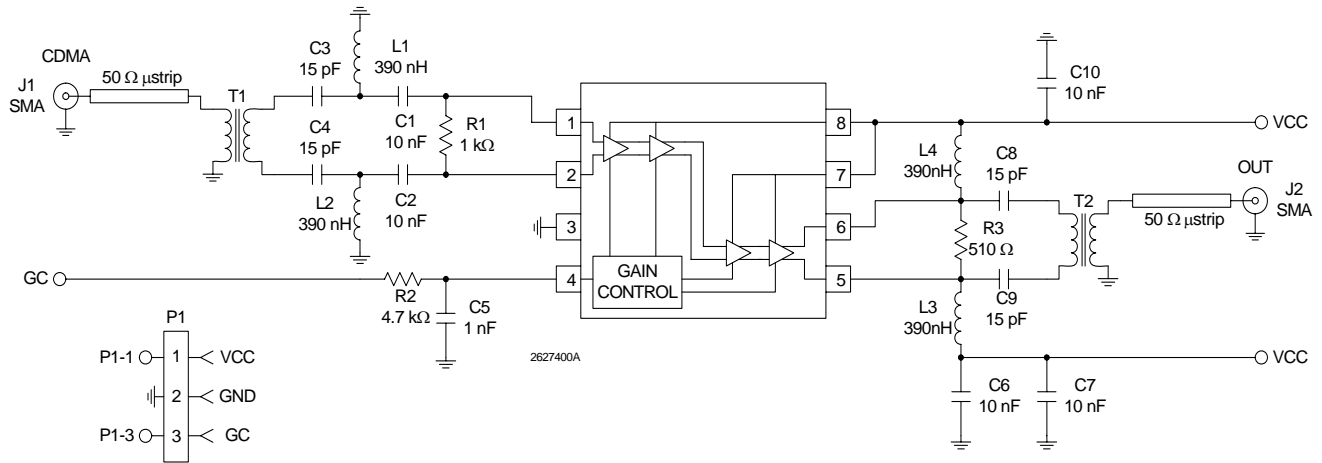 CDMA
J1
SMA
50 Ω μstrip
T1
C3
15 pF
L1
390 nH
C4
15 pF
C1
10 nF
R1
1 kΩ
L2
390 nH
C2
10 nF
1
2
3
4
8
7
6
5
GAIN
CONTROL
GC
R2
4.7 kΩ
C5
1 nF
2627400A
C10
10 nF
VCC
L4
390nH
C8
15 pF
T2
OUT
J2
SMA
50 Ω μstrip
R3
510 Ω
L3
390nH
C9
15 pF
VCC
C6
10 nF
C7
10 nF
P1
P1-1
1
VCC
2
GND
P1-3
3
GC